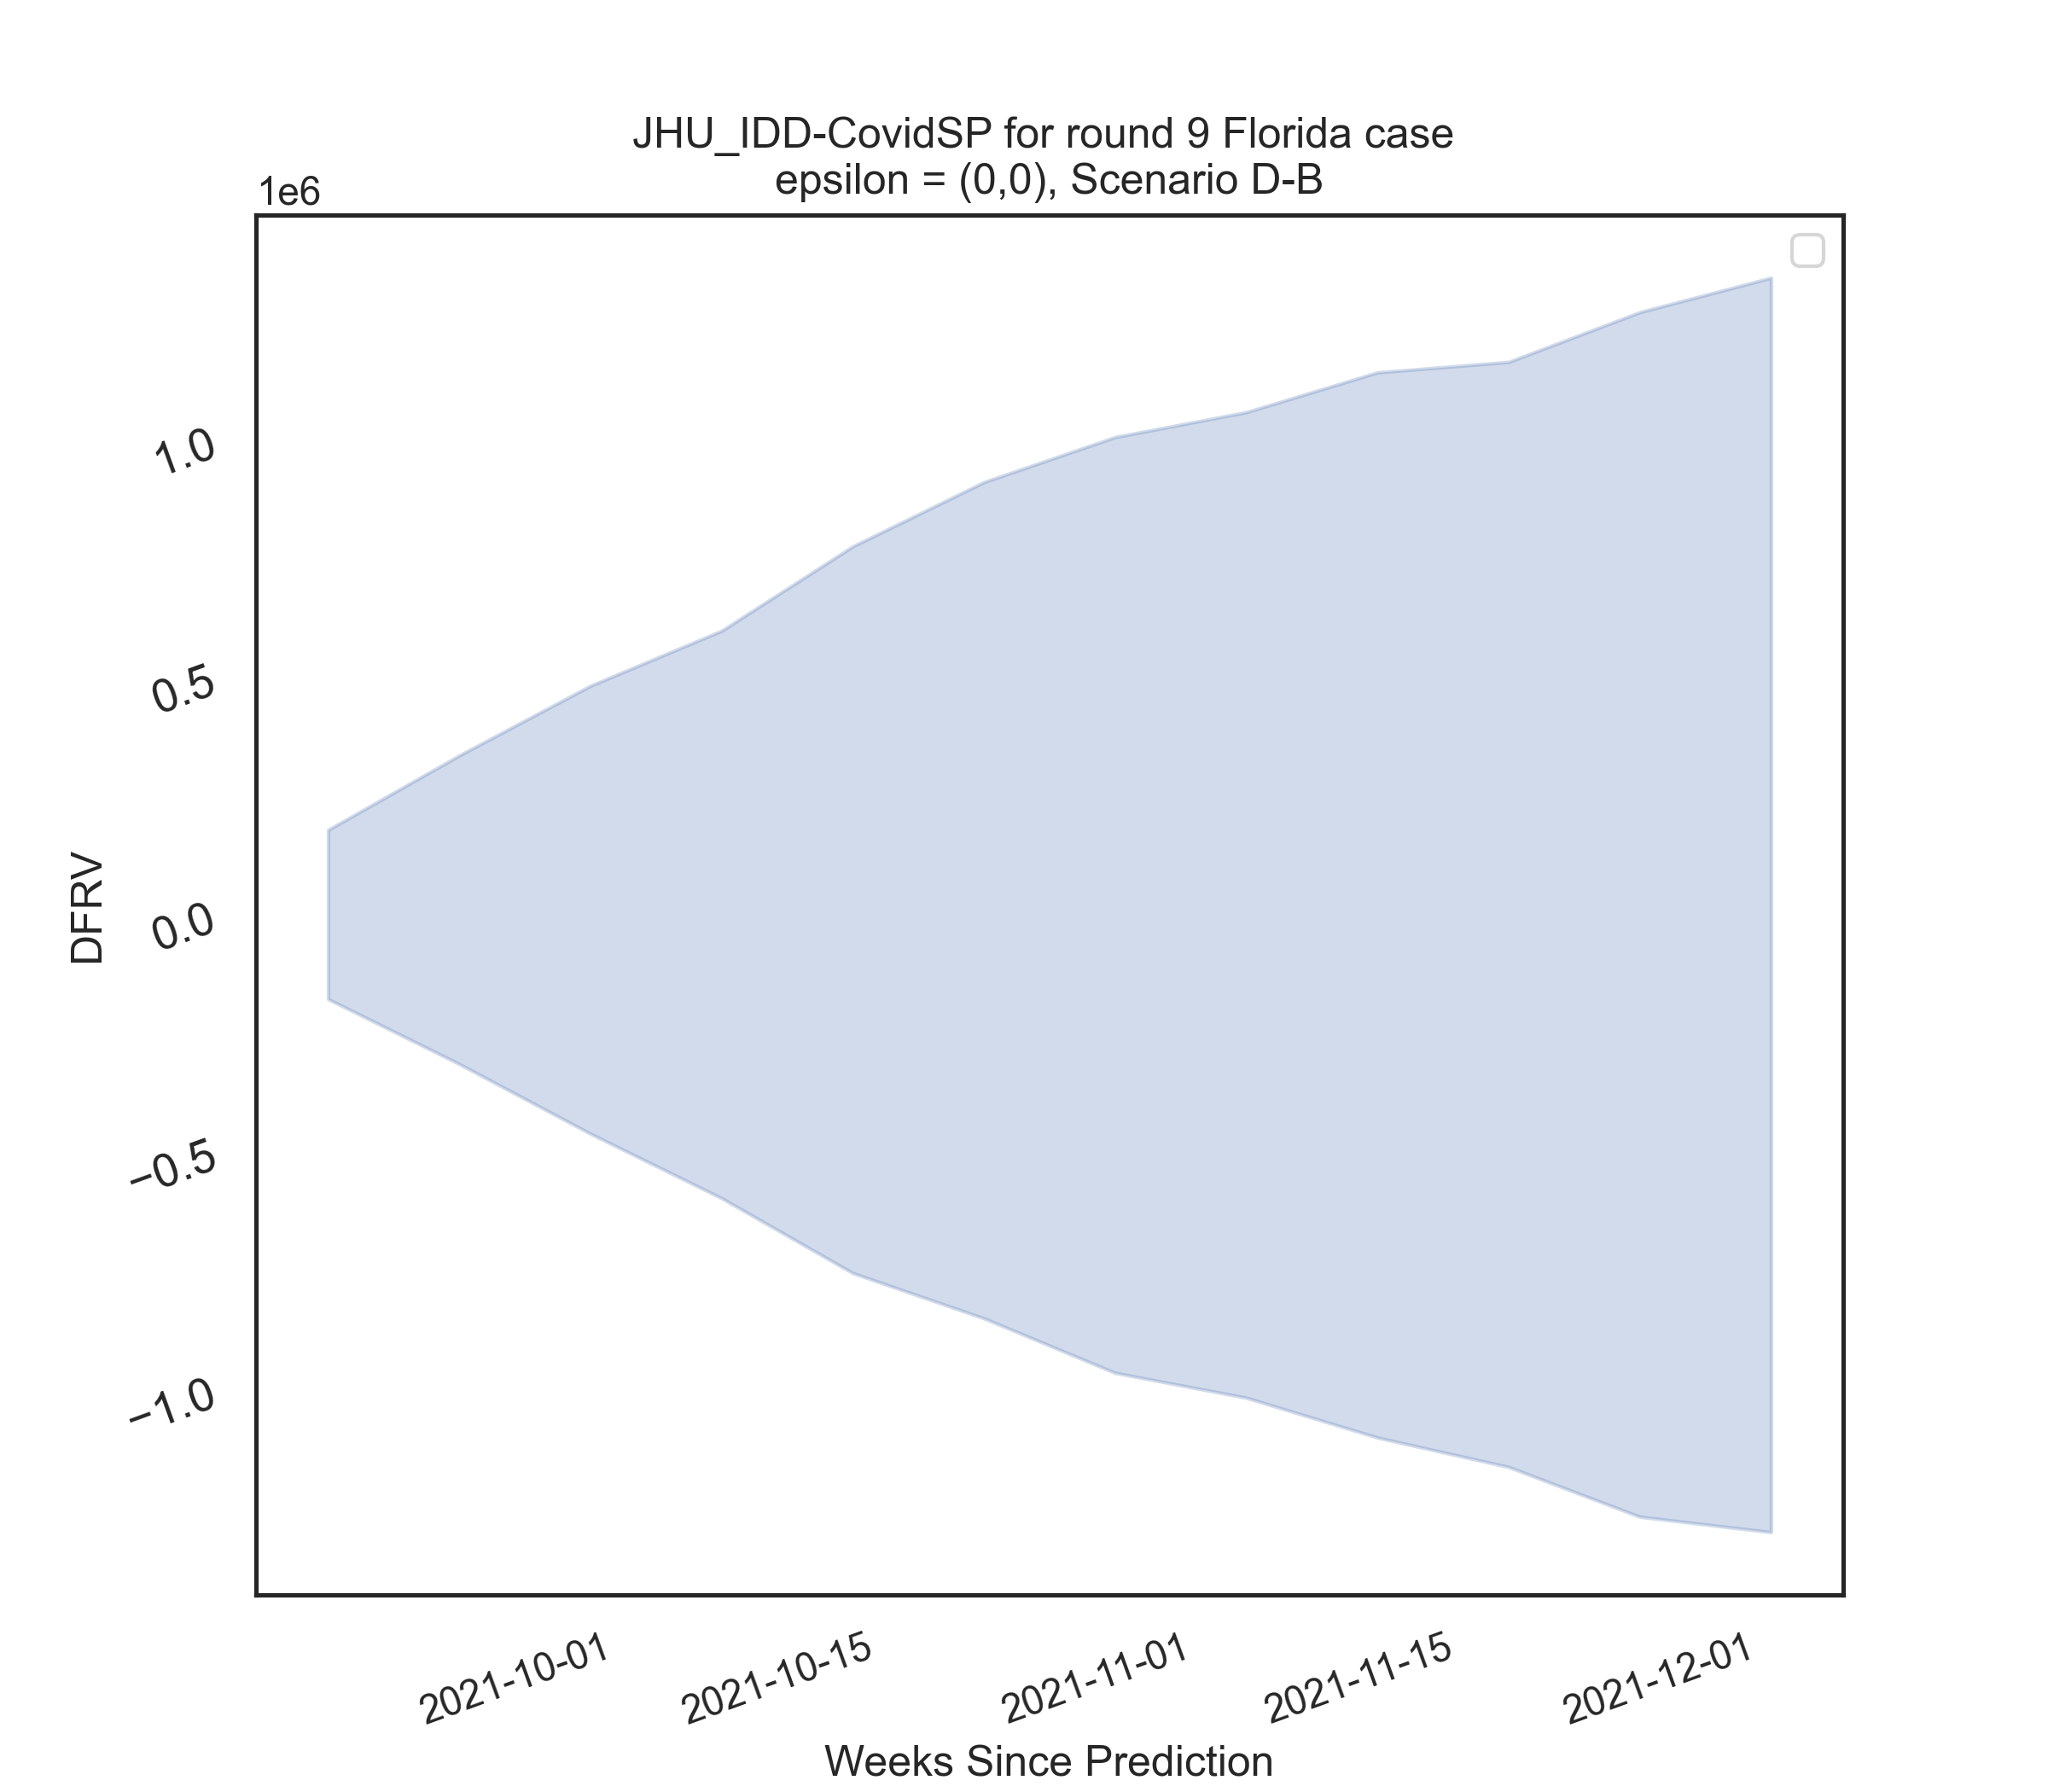 JHU_IDD-CovidSP for round 9 Florida case
epsilon = (0,0), Scenario D-B
1e6
1.0
0.5
0.0
−0.5
−1.0
DFRV
2021-10-01
2021-10-15
2021-11-01
2021-11-15
2021-12-01
Weeks Since Prediction